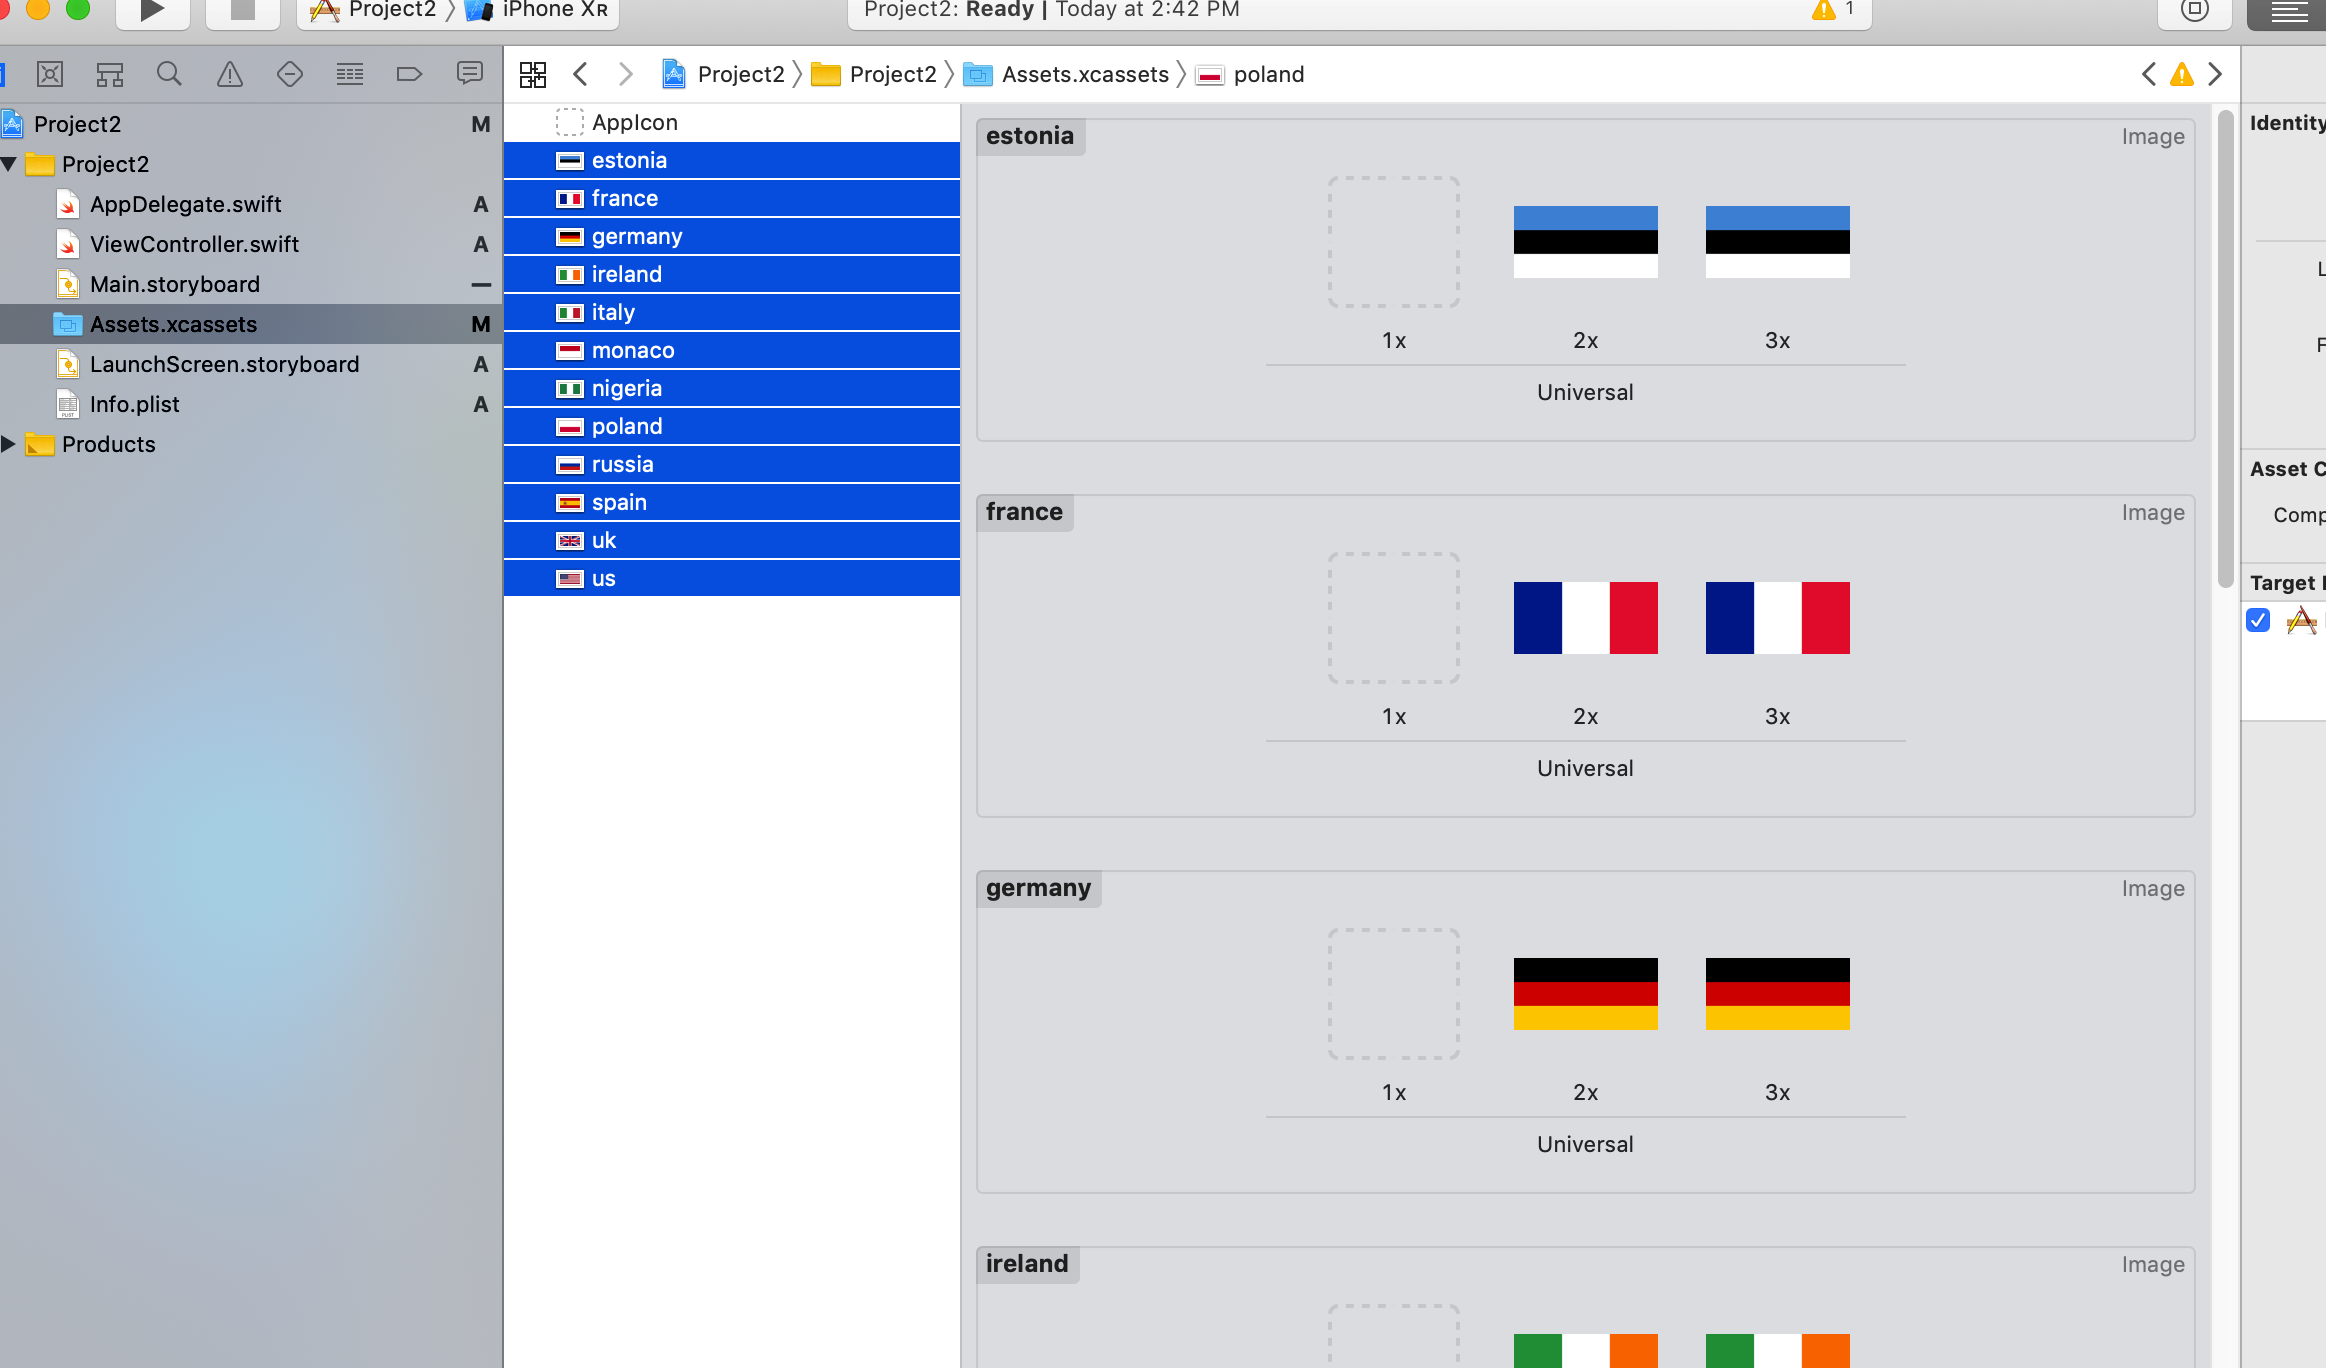 Project2 iPhone XR
Project2: Ready | Today at 2:42 PM 1
Project2 Project2 Assets.xcassets poland
Project2 M
Project2
AppDelegate.swift A
ViewController.swift A
Main.storyboard
Assets.xcassets M
LaunchScreen.storyboard A
Info.plist A
Products
AppIcon
estonia
france
germany
ireland
italy
monaco
nigeria
poland
russia
spain
uk
us
estonia Image
1x 2x 3x
Universal
france Image
1x 2x 3x
Universal
germany Image
1x 2x 3x
Universal
ireland Image
Identity
Asset C
Comp
Target